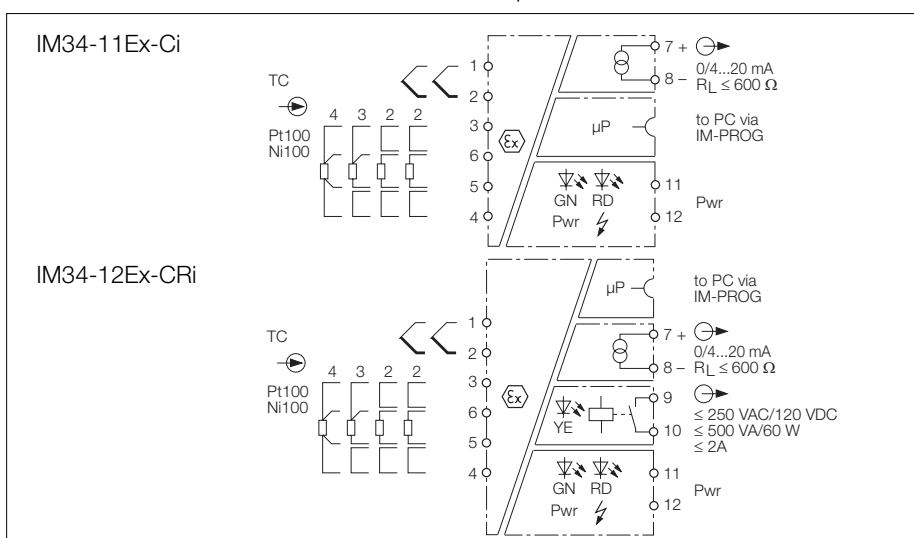 IM34-11Ex-Ci
TC
Pt100
Ni100
4 3 2 2
1
2
3
6
5
4
εx
7 +
8 –
0/4...20 mA
RL ≤ 600 Ω
µP
to PC via
IM-PROG
GN RD
Pwr
11
12
Pwr
IM34-12Ex-CRi
TC
Pt100
Ni100
4 3 2 2
1
2
3
6
5
4
εx
µP
to PC via
IM-PROG
7 +
8 –
0/4...20 mA
RL ≤ 600 Ω
YE
9
10
≤ 250 VAC/120 VDC
≤ 500 VA/60 W
≤ 2A
GN RD
Pwr
11
12
Pwr